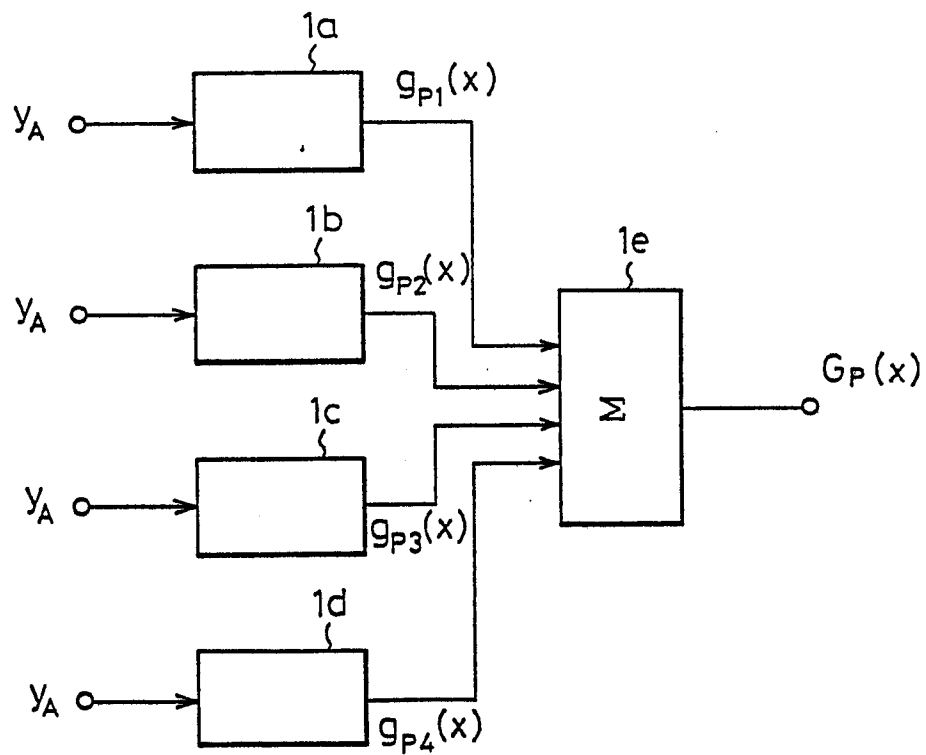 1a
y_A
g_P1(x)
1b
y_A
g_P2(x)
1e
Σ
G_P(x)
1c
y_A
g_P3(x)
1d
y_A
g_P4(x)